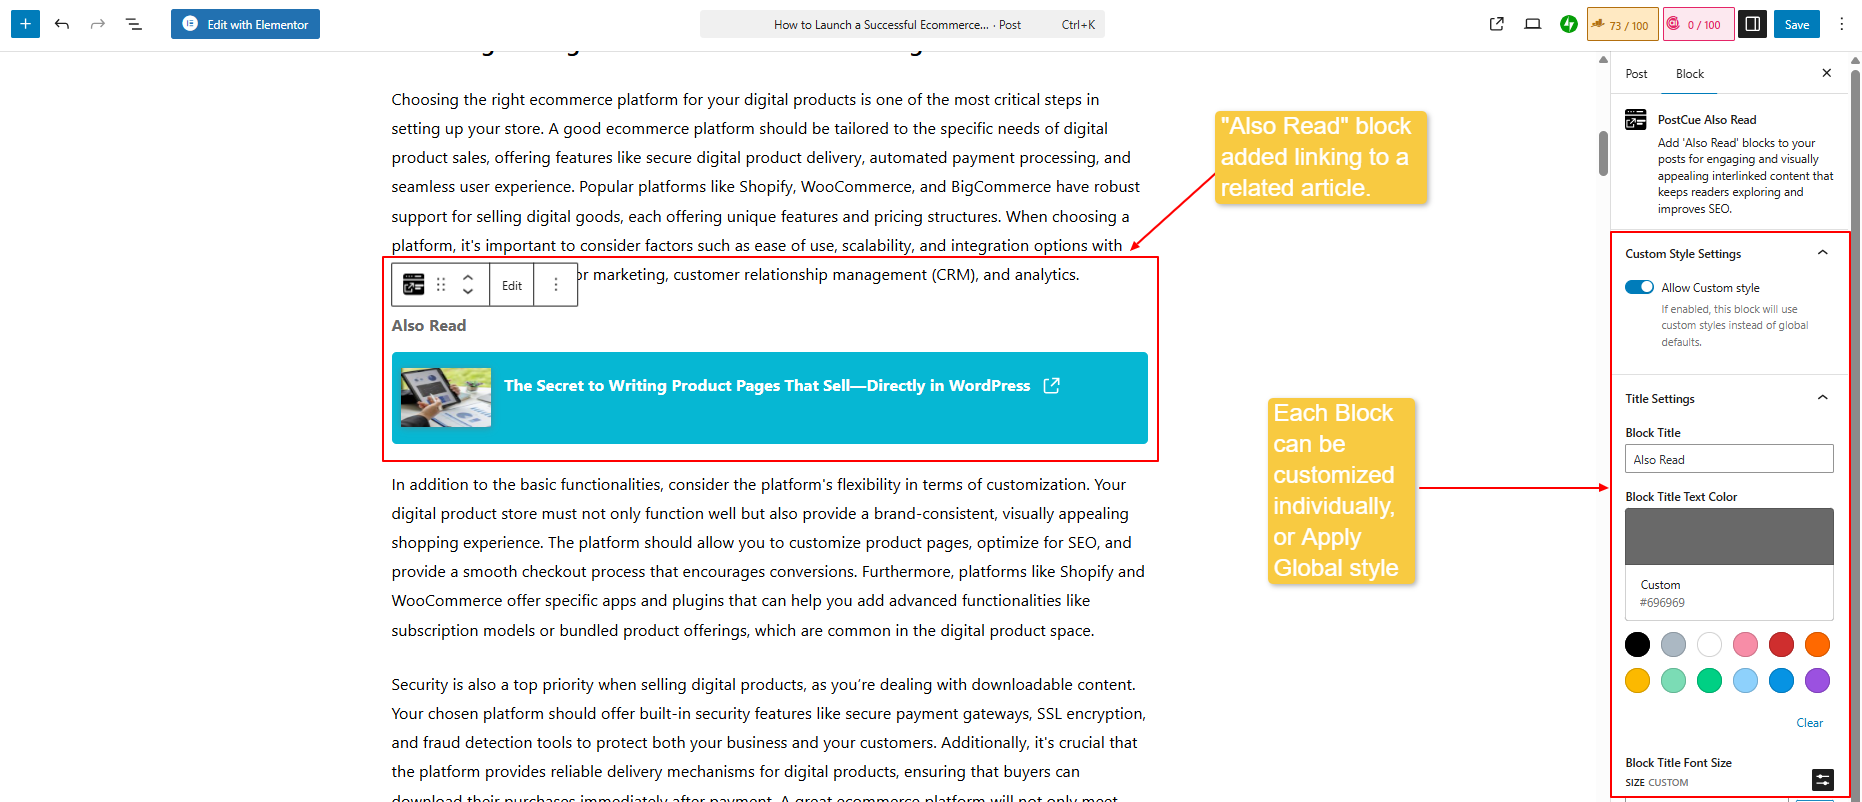 Edit with Elementor
How to Launch a Successful Ecommerce... · Post
Ctrl+K
73 / 100
0 / 100
Save
Choosing the right ecommerce platform for your digital products is one of the most critical steps in
setting up your store. A good ecommerce platform should be tailored to the specific needs of digital
product sales, offering features like secure digital product delivery, automated payment processing, and
seamless user experience. Popular platforms like Shopify, WooCommerce, and BigCommerce have robust
support for selling digital goods, each offering unique features and pricing structures. When choosing a
platform, it's important to consider factors such as ease of use, scalability, and integration options with
or marketing, customer relationship management (CRM), and analytics.
Edit
Also Read
The Secret to Writing Product Pages That Sell—Directly in WordPress
In addition to the basic functionalities, consider the platform's flexibility in terms of customization. Your
digital product store must not only function well but also provide a brand-consistent, visually appealing
shopping experience. The platform should allow you to customize product pages, optimize for SEO, and
provide a smooth checkout process that encourages conversions. Furthermore, platforms like Shopify and
WooCommerce offer specific apps and plugins that can help you add advanced functionalities like
subscription models or bundled product offerings, which are common in the digital product space.
Security is also a top priority when selling digital products, as you're dealing with downloadable content.
Your chosen platform should offer built-in security features like secure payment gateways, SSL encryption,
and fraud detection tools to protect both your business and your customers. Additionally, it's crucial that
the platform provides reliable delivery mechanisms for digital products, ensuring that buyers can
download their purchases immediately after payment. A great ecommerce platform will not only meet
"Also Read" block
added linking to a
related article.
Each Block
can be
customized
individually,
or Apply
Global style
Post
Block
PostCue Also Read
Add 'Also Read' blocks to your
posts for engaging and visually
appealing interlinked content that
keeps readers exploring and
improves SEO.
Custom Style Settings
Allow Custom style
If enabled, this block will use
custom styles instead of global
defaults.
Title Settings
Block Title
Also Read
Block Title Text Color
Custom
#696969
Clear
Block Title Font Size
SIZE CUSTOM